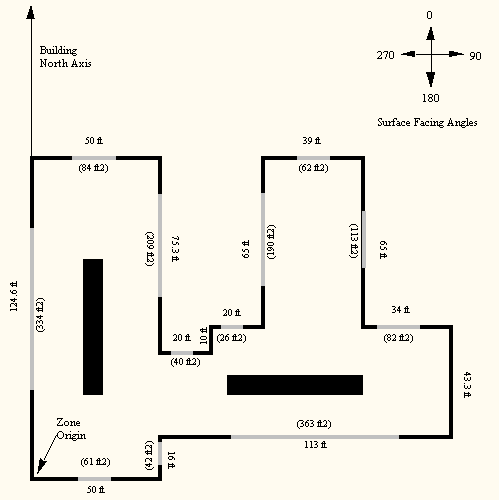 0
Building
North Axis
270
90
180
Surface Facing Angles
50 ft
39 ft
(84 ft2)
(62 ft2)
(209 ft2)
75.3 ft
65 ft
(190 ft2)
(113 ft2)
65 ft
124.6 ft
(334 ft2)
20 ft
34 ft
20 ft
10 ft
(26 ft2)
(82 ft2)
(40 ft2)
43.3 ft
Zone
Origin
(363 ft2)
113 ft
(61 ft2)
(42 ft2)
16 ft
50 ft